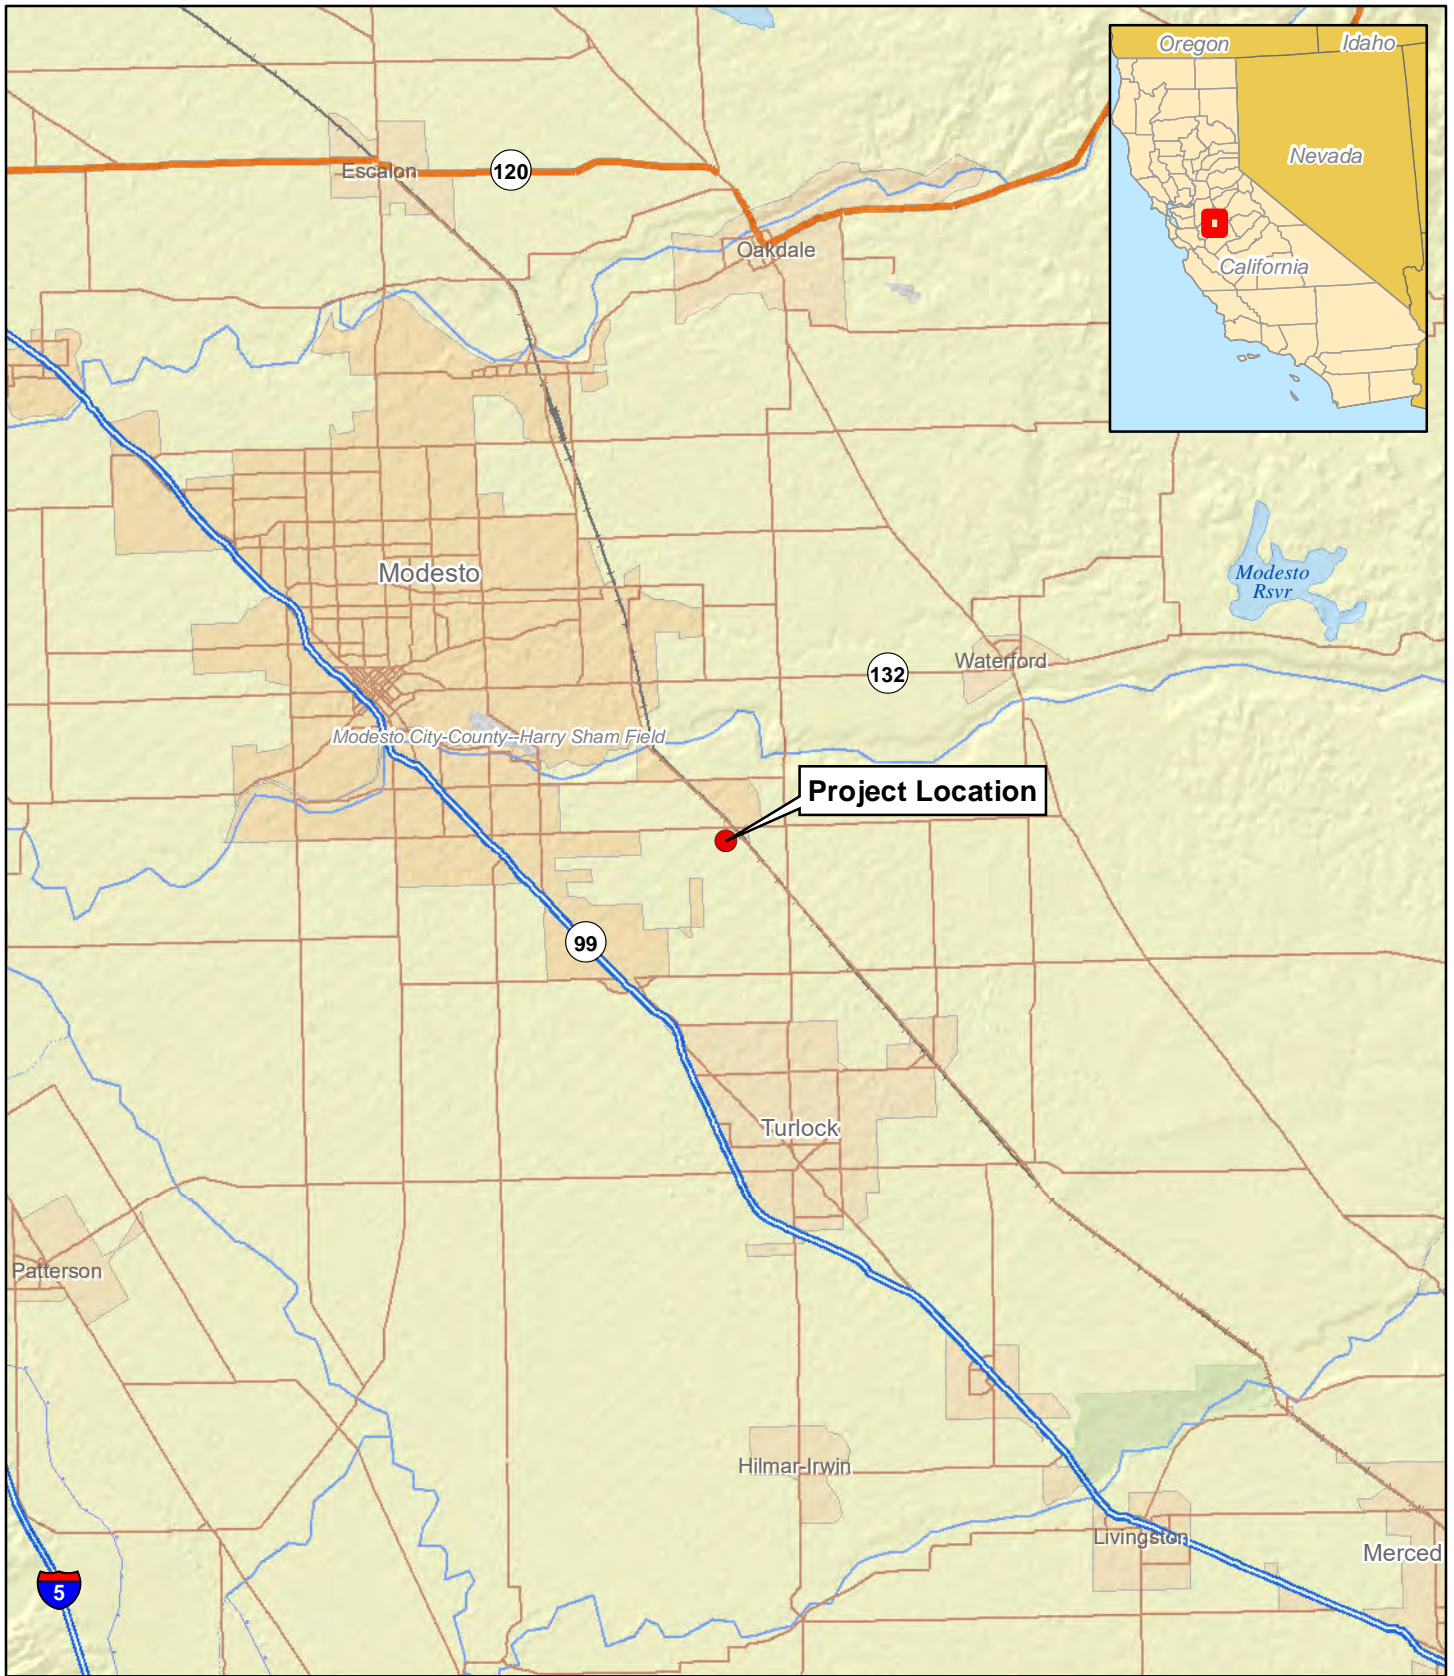 Oregon
Idaho
Nevada
California
Escalon
120
Oakdale
Modesto
Modesto
Rsvr
Waterford
132
Modesto City-County--Harry Sham Field
Project Location
99
Turlock
Patterson
Hilmar-Irwin
Livingston
Merced
5